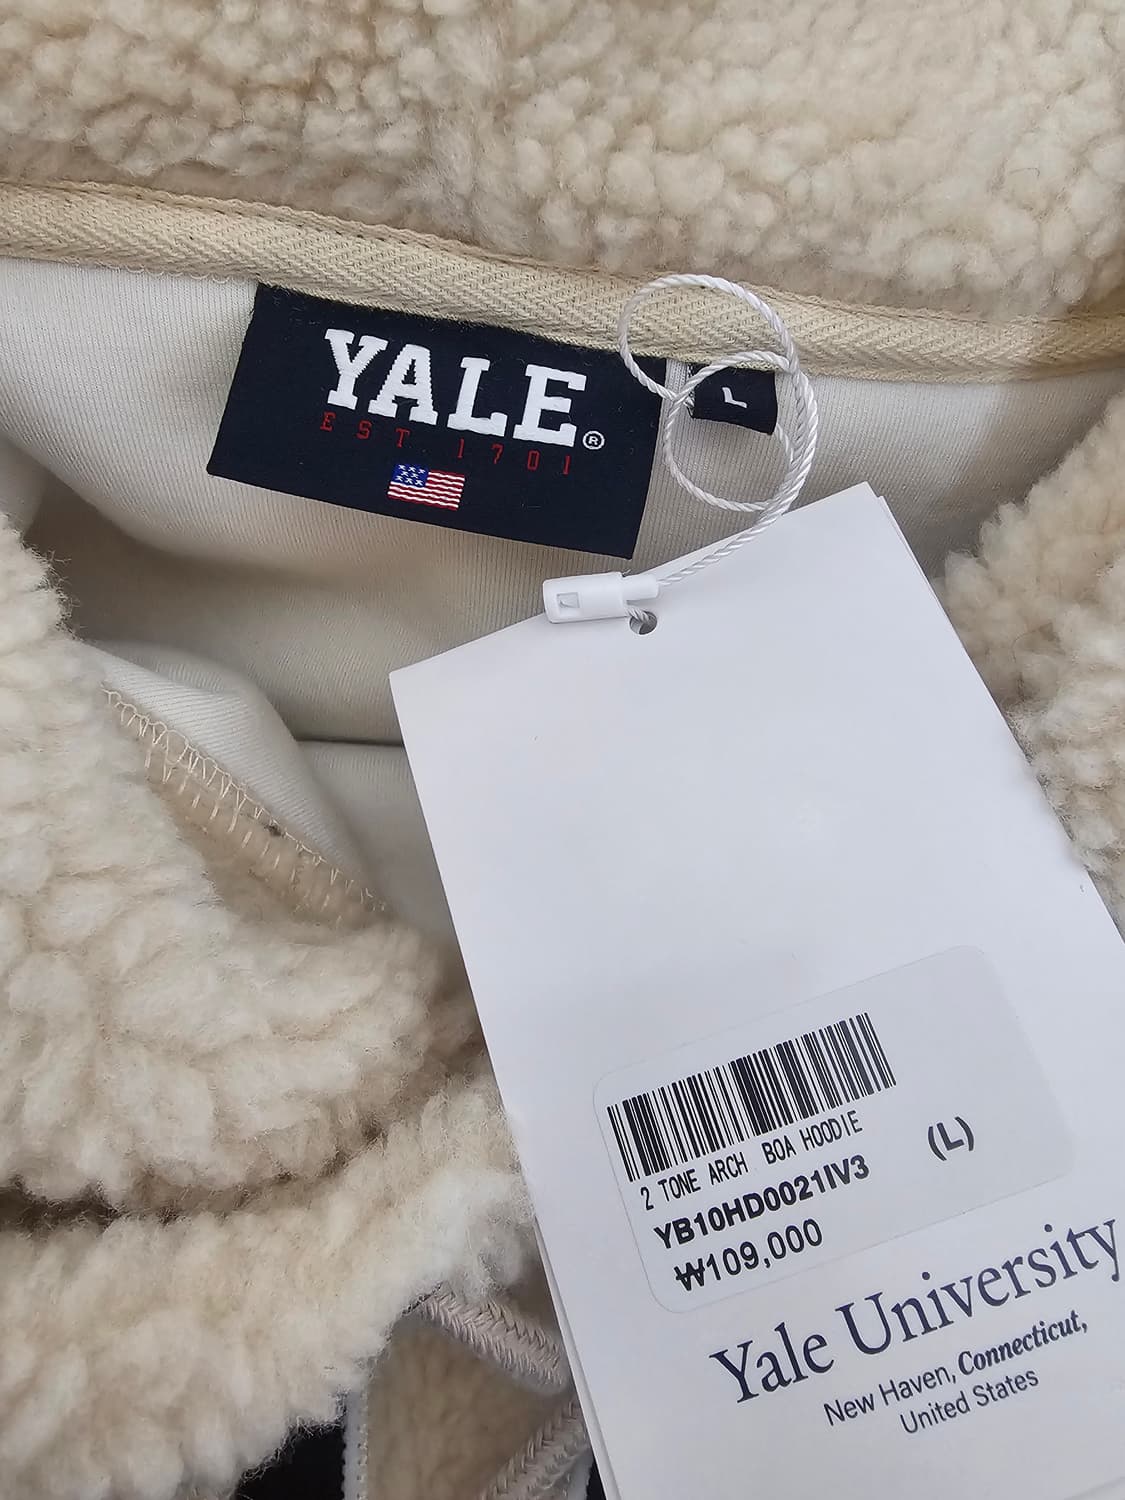 YALE®
EST 1701
L
2 TONE ARCH BOA HOODIE
(L)
YB10HD0021IV3
₩109,000
Yale University
New Haven, Connecticut,
United States